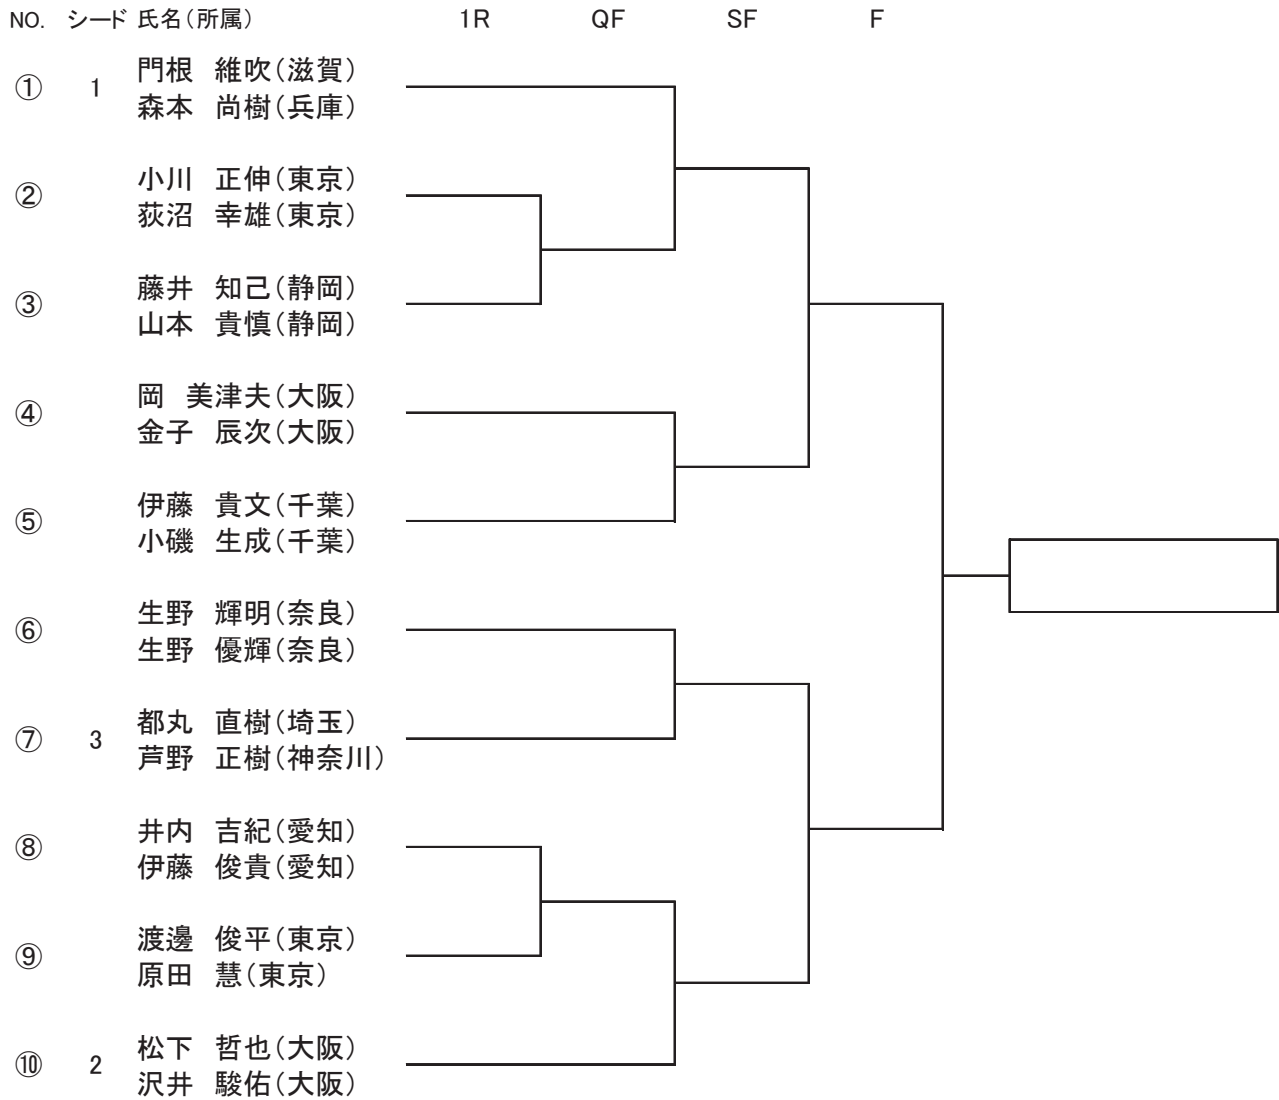 NO. シード 氏名（所属） 1R QF SF F
門根 維吹（滋賀）
① 1
森本 尚樹（兵庫）
小川 正伸（東京）
②
荻沼 幸雄（東京）
藤井 知己（静岡）
③
山本 貴慎（静岡）
岡 美津夫（大阪）
④
金子 辰次（大阪）
伊藤 貴文（千葉）
⑤
小磯 生成（千葉）
生野 輝明（奈良）
⑥
生野 優輝（奈良）
都丸 直樹（埼玉）
⑦ 3
芦野 正樹（神奈川）
井内 吉紀（愛知）
⑧
伊藤 俊貴（愛知）
渡邊 俊平（東京）
⑨
原田 慧（東京）
松下 哲也（大阪）
⑩ 2
沢井 駿佑（大阪）